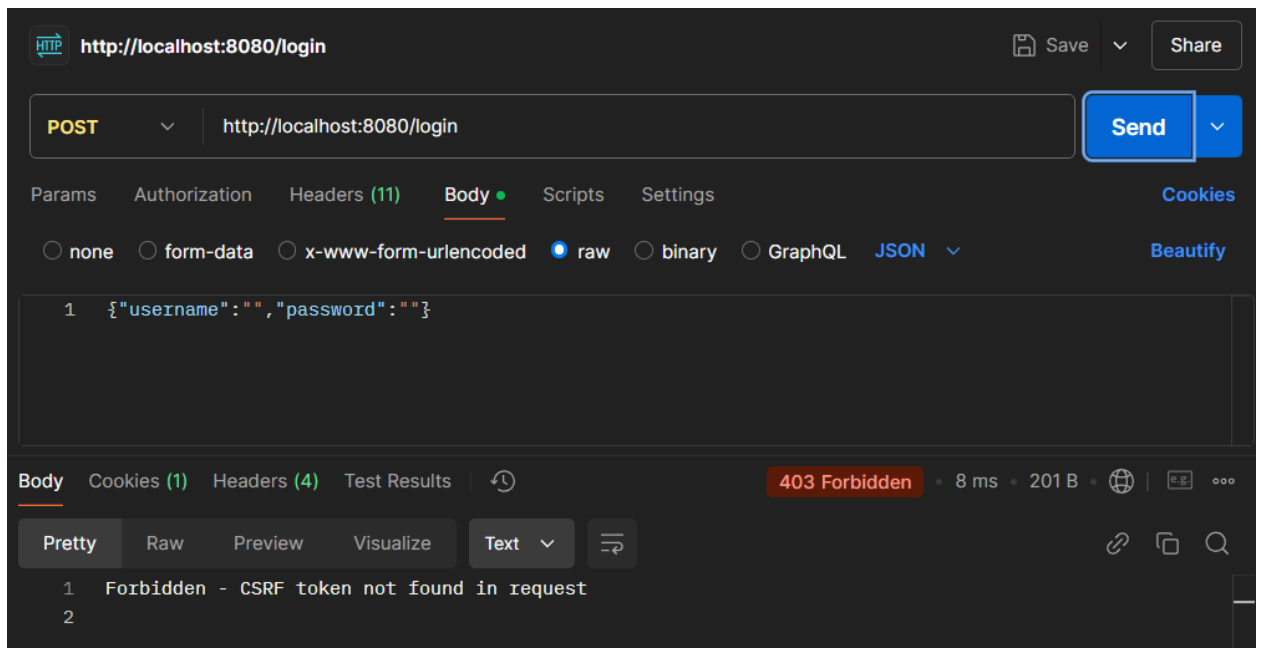 HTTP http://localhost:8080/login Save Share
POST http://localhost:8080/login Send
Params Authorization Headers (11) Body Scripts Settings Cookies
none form-data x-www-form-urlencoded raw binary GraphQL JSON Beautify
1 {"username":"","password":""}
Body Cookies (1) Headers (4) Test Results 403 Forbidden • 8 ms • 201 B • e.g.
Pretty Raw Preview Visualize Text
1 Forbidden - CSRF token not found in request
2